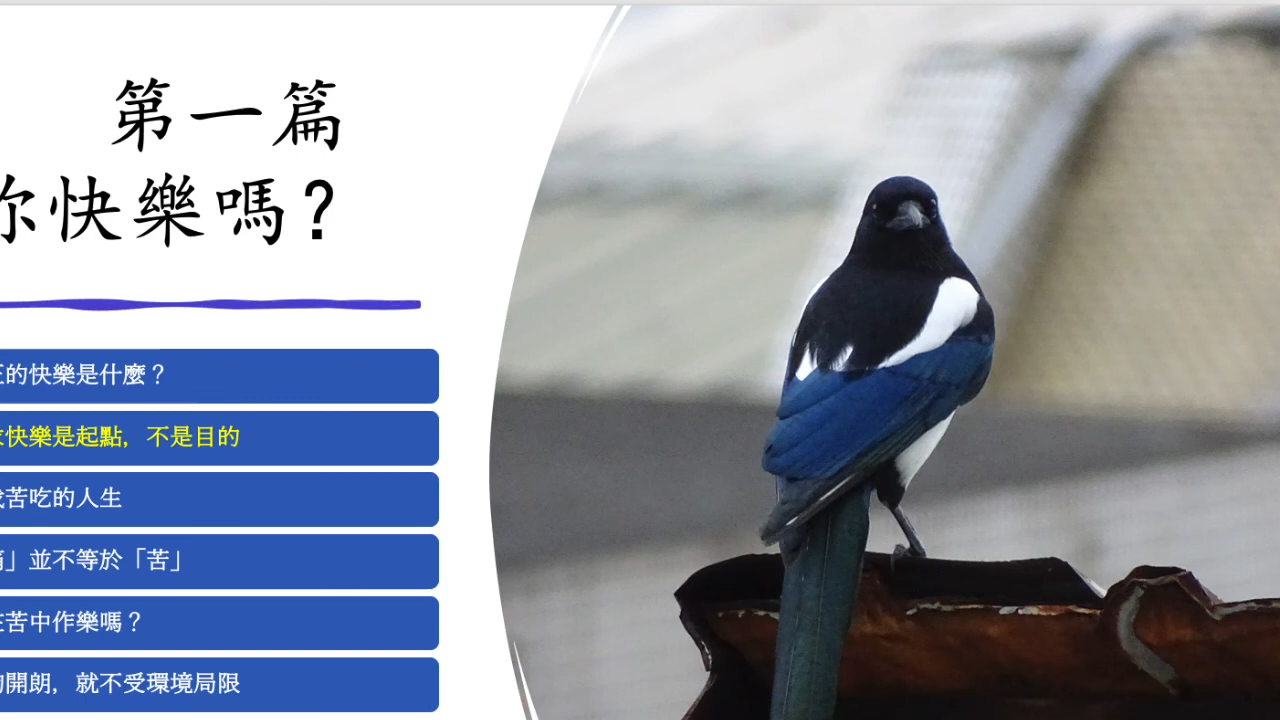 第一篇
你快樂嗎？
的快樂是什麼？
快樂是起點，不是目的
苦吃的人生
」並不等於「苦」
苦中作樂嗎？
開朗，就不受環境局限